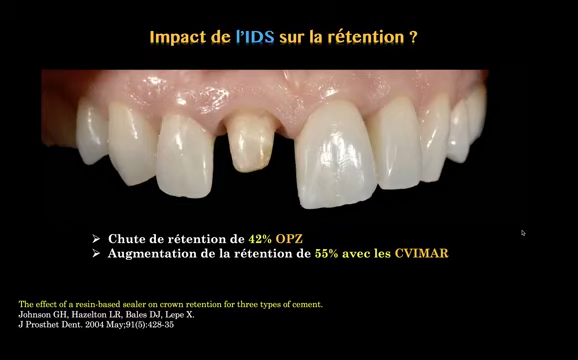 Impact de l'IDS sur la rétention ?
➢ Chute de rétention de 42% OPZ
➢ Augmentation de la rétention de 55% avec les CVIMAR
The effect of a resin-based sealer on crown retention for three types of cement.
Johnson GH, Hazelton LR, Bales DJ, Lepe X.
J Prosthet Dent. 2004 May;91(5):428-35